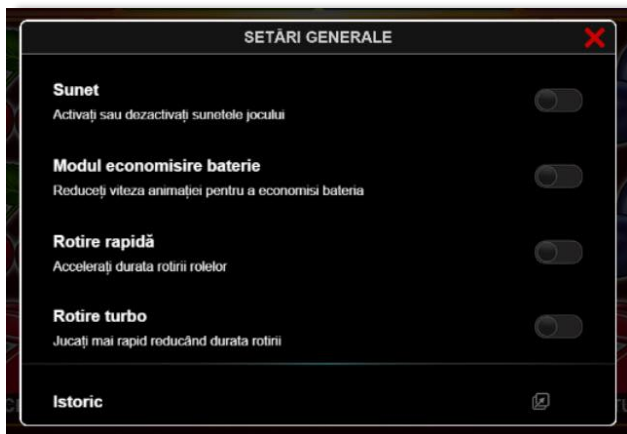 SETĂRI GENERALE
Sunet
Activați sau dezactivați sunetele jocului
Modul economisire baterie
Reduceți viteza animației pentru a economisi bateria
Rotire rapidă
Accelerați durata rotirii rolelor
Rotire turbo
Jucați mai rapid reducând durata rotirii
Istoric